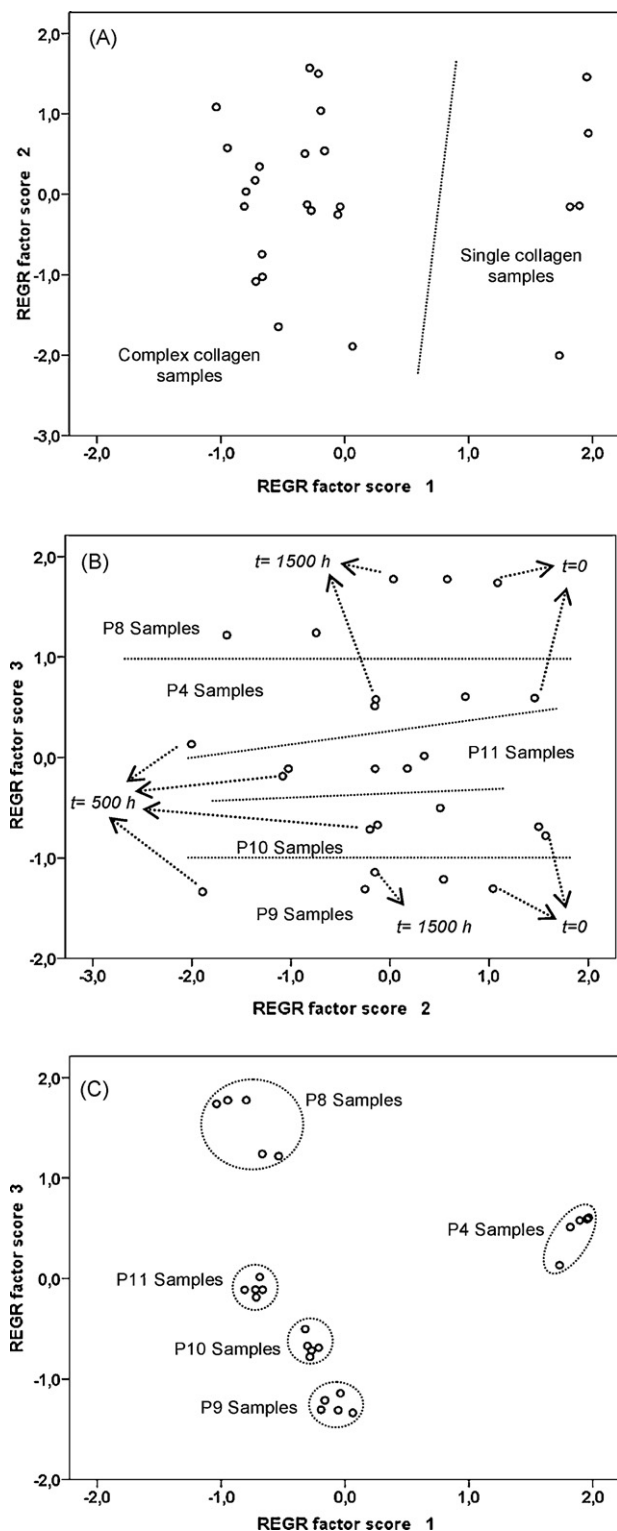 (A)
2,0
1,0
0,0
-1,0
-2,0
-3,0
REGR factor score 2
Single collagen
samples
Complex collagen
samples
-2,0 -1,0 0,0 1,0 2,0
REGR factor score 1
(B)
2,0
1,0
0,0
-1,0
-2,0
REGR factor score 3
t= 1500 h
t=0
P8 Samples
P4 Samples
P11 Samples
t= 500 h
P10 Samples
P9 Samples
t= 1500 h
t=0
-3,0 -2,0 -1,0 0,0 1,0 2,0
REGR factor score 2
(C)
2,0
1,0
0,0
-1,0
-2,0
REGR factor score 3
P8 Samples
P4 Samples
P11 Samples
P10 Samples
P9 Samples
-2,0 -1,0 0,0 1,0 2,0
REGR factor score 1